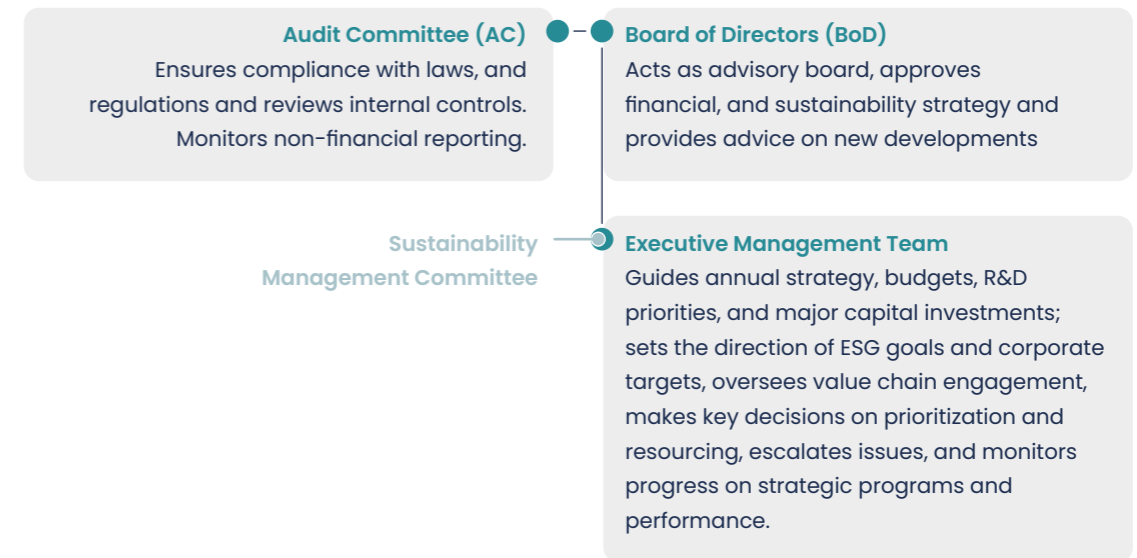 Audit Committee (AC)
Ensures compliance with laws, and
regulations and reviews internal controls.
Monitors non-financial reporting.
Board of Directors (BoD)
Acts as advisory board, approves
financial, and sustainability strategy and
provides advice on new developments
Sustainability
Management Committee
Executive Management Team
Guides annual strategy, budgets, R&D
priorities, and major capital investments;
sets the direction of ESG goals and corporate
targets, oversees value chain engagement,
makes key decisions on prioritization and
resourcing, escalates issues, and monitors
progress on strategic programs and
performance.